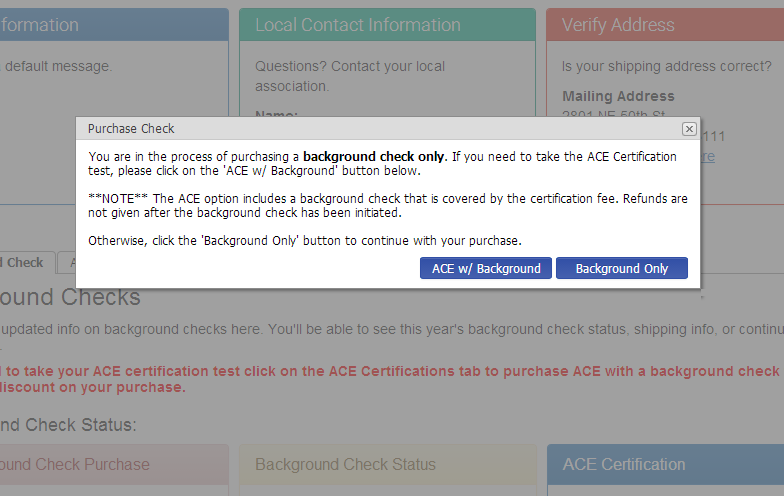 formation
Local Contact Information
Verify Address
default message.
Questions? Contact your local
association.
Name:
Is your shipping address correct?
Mailing Address
2801 NE 50th St
111
re
Purchase Check
You are in the process of purchasing a background check only. If you need to take the ACE Certification
test, please click on the 'ACE w/ Background' button below.
**NOTE** The ACE option includes a background check that is covered by the certification fee. Refunds are
not given after the background check has been initiated.
Otherwise, click the 'Background Only' button to continue with your purchase.
ACE w/ Background
Background Only
d Check
A
ound Checks
updated info on background checks here. You'll be able to see this year's background check status, shipping info, or continu
.
l to take your ACE certification test click on the ACE Certifications tab to purchase ACE with a background check
discount on your purchase.
nd Check Status:
ound Check Purchase
Background Check Status
ACE Certification